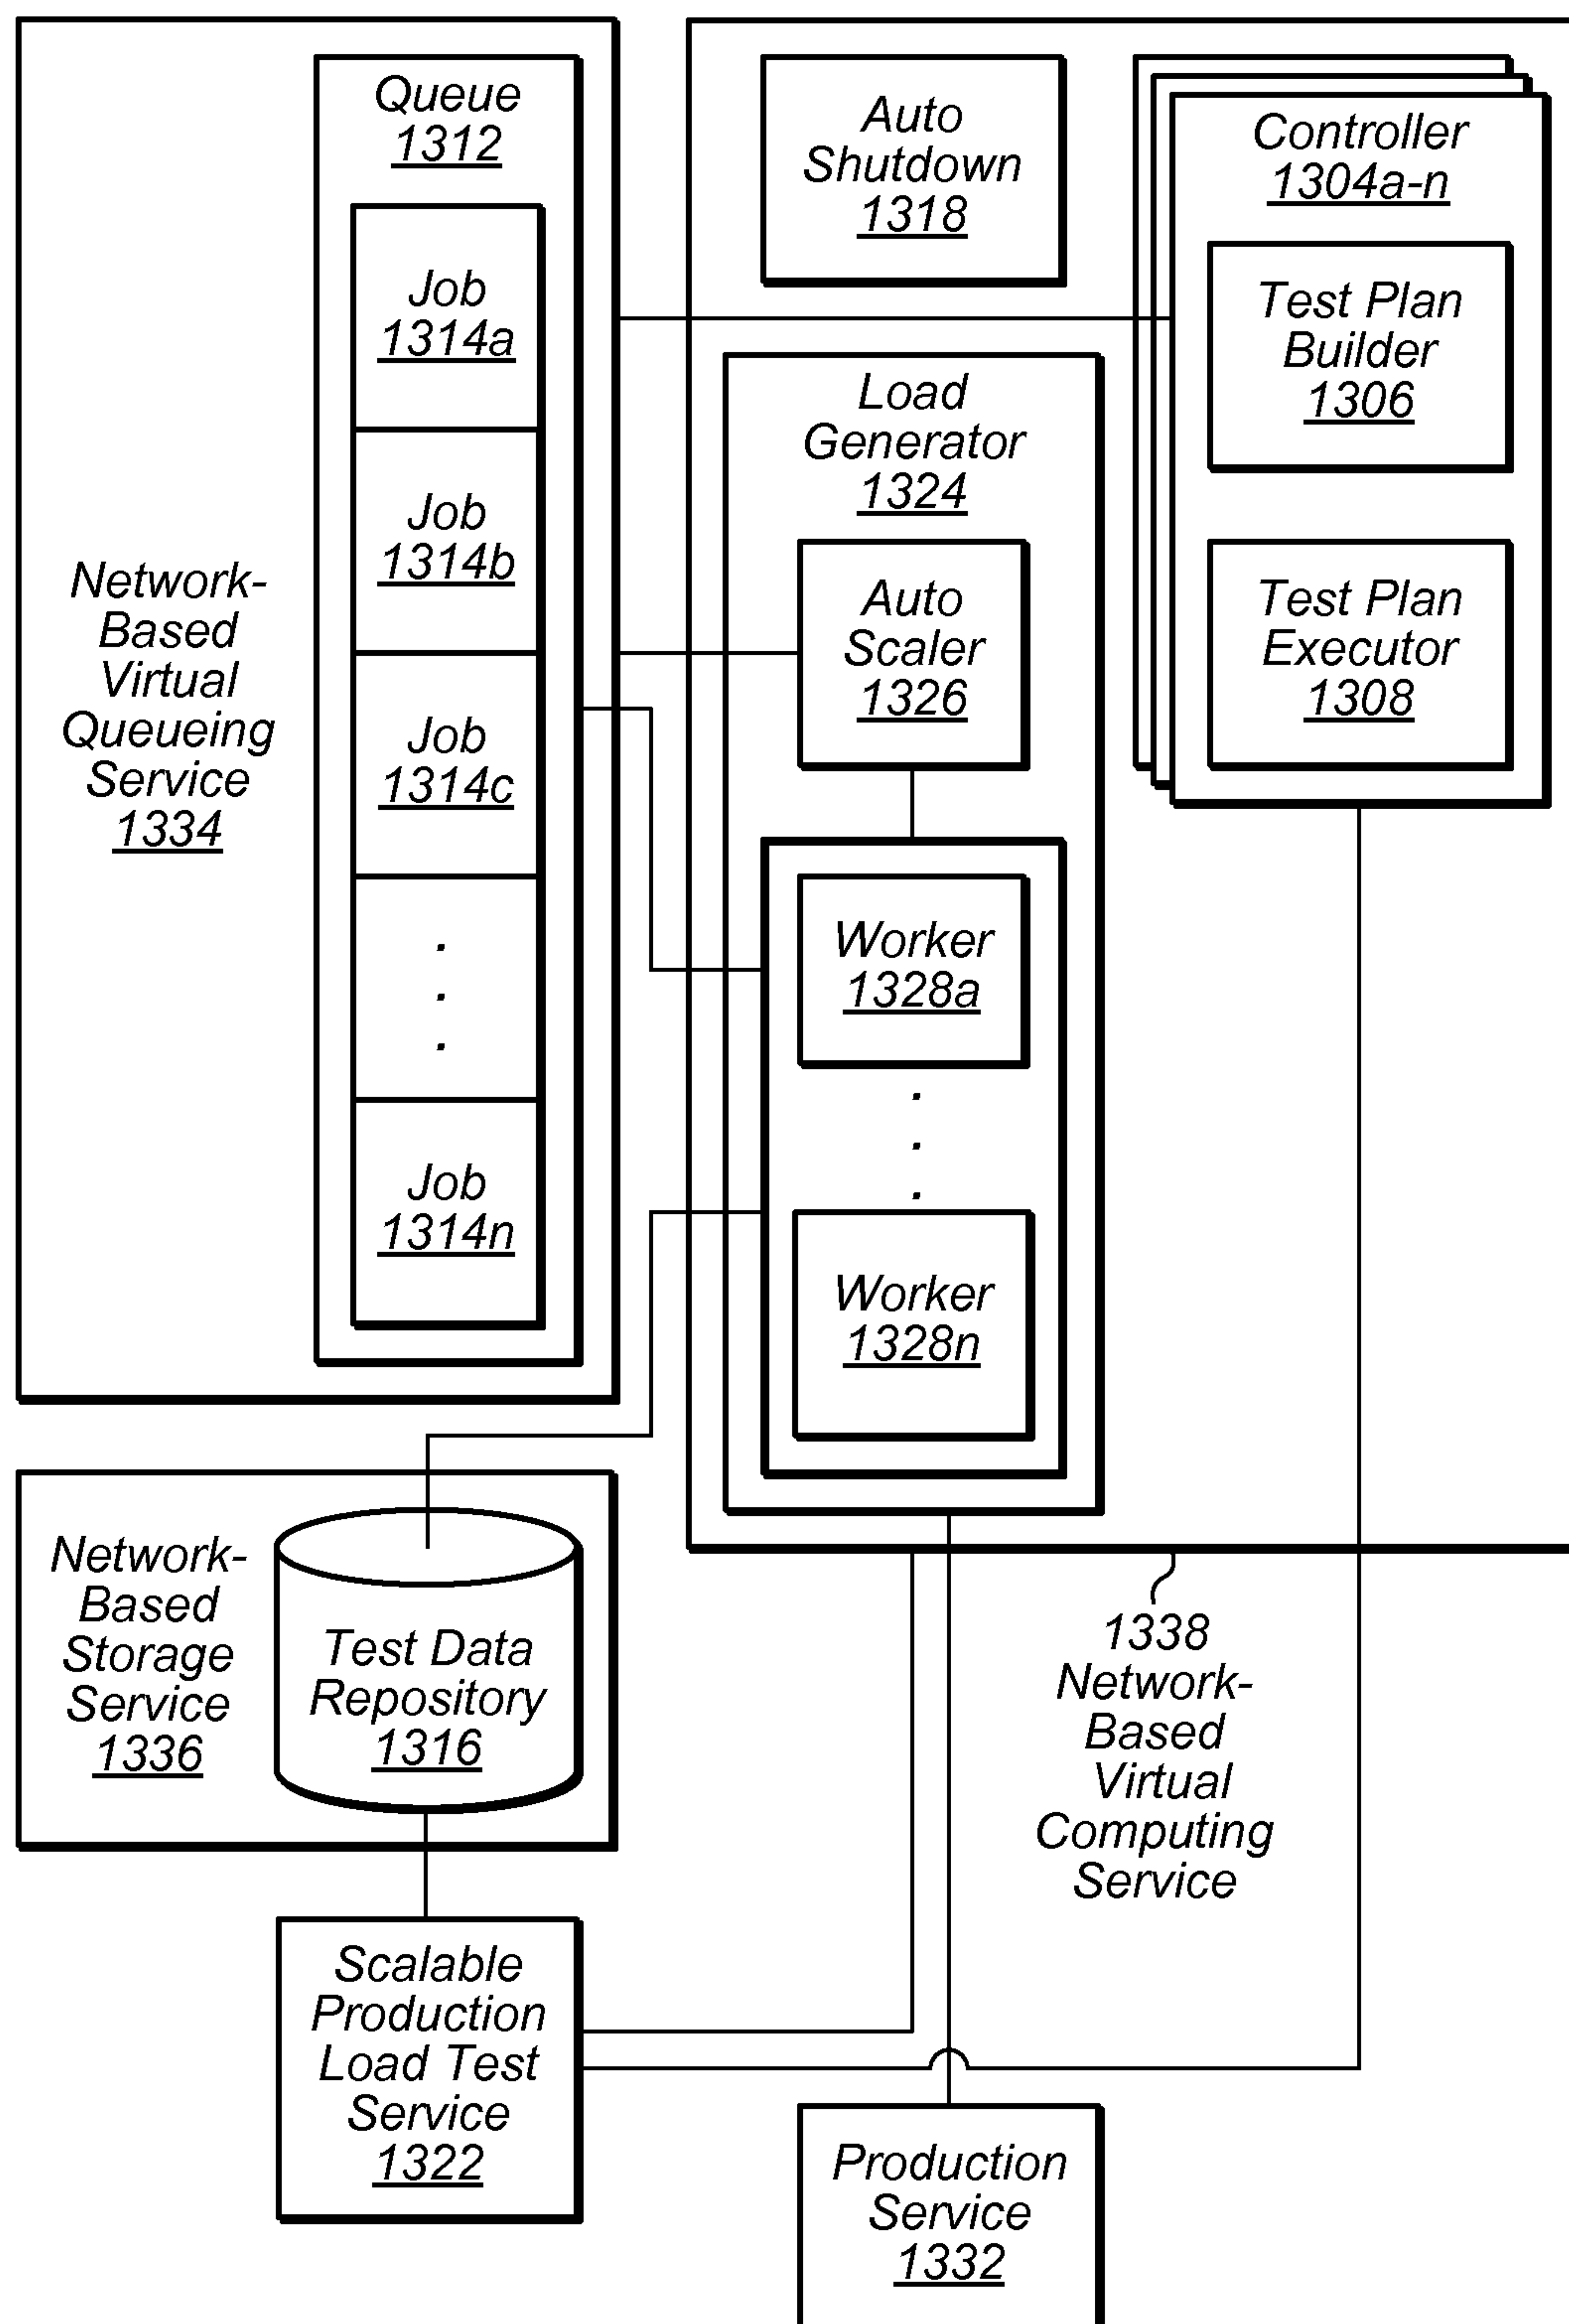 Queue
1312
Job
1314a
Job
1314b
Job
1314c
.
.
.
Job
1314n
Network-
Based
Virtual
Queueing
Service
1334
Auto
Shutdown
1318
Controller
1304a-n
Test Plan
Builder
1306
Test Plan
Executor
1308
Load
Generator
1324
Auto
Scaler
1326
Worker
1328a
.
.
.
Worker
1328n
Network-
Based
Storage
Service
1336
Test Data
Repository
1316
1338
Network-
Based
Virtual
Computing
Service
Scalable
Production
Load Test
Service
1322
Production
Service
1332